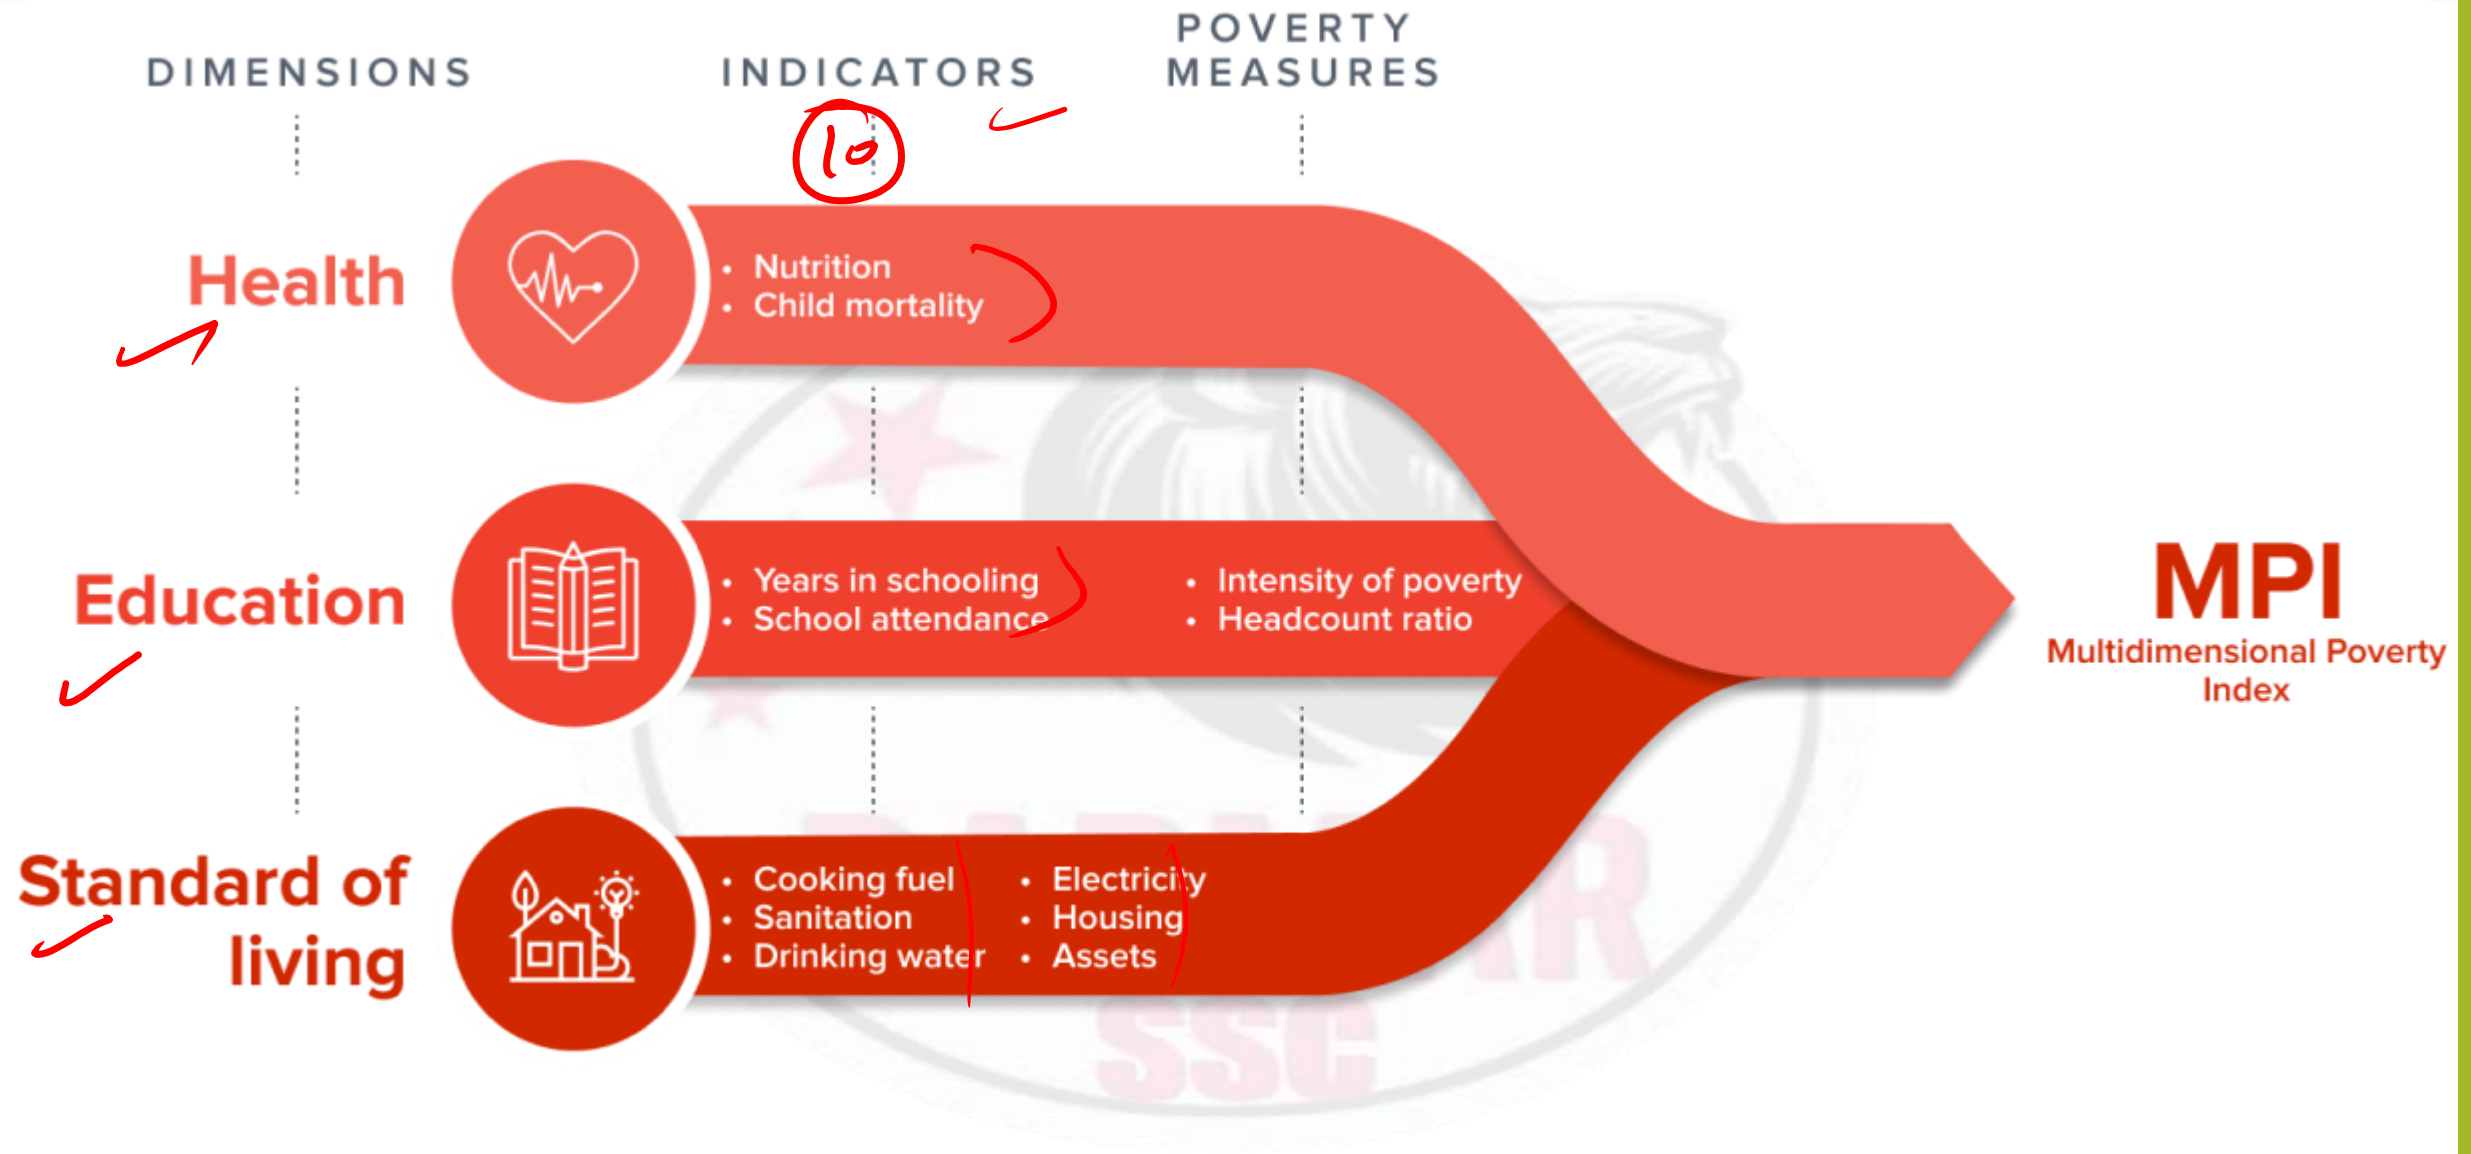 POVERTY
DIMENSIONS INDICATORS MEASURES
10
Health
• Nutrition
• Child mortality
Education
• Years in schooling
• School attendance
• Intensity of poverty
• Headcount ratio
MPI
Multidimensional Poverty
Index
Standard of
living
• Cooking fuel
• Sanitation
• Drinking water
• Electricity
• Housing
• Assets
SSC